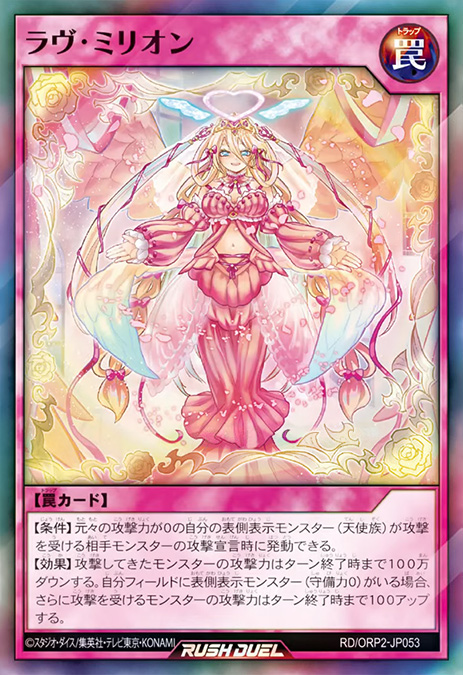 ラヴ・ミリオン
トラップ
罠
【罠カード】
【条件】元々の攻撃力が0の自分の表側表示モンスター(天使族)が攻撃
を受ける相手モンスターの攻撃宣言時に発動できる。
【効果】攻撃してきたモンスターの攻撃力はターン終了時まで100万
ダウンする。自分フィールドに表側表示モンスター(守備力0)がいる場合、
さらに攻撃を受けるモンスターの攻撃力はターン終了時まで100アップ
する。
©スタジオ・ダイス/集英社・テレビ東京・KONAMI
RUSH DUEL
RD/ORP2-JP053